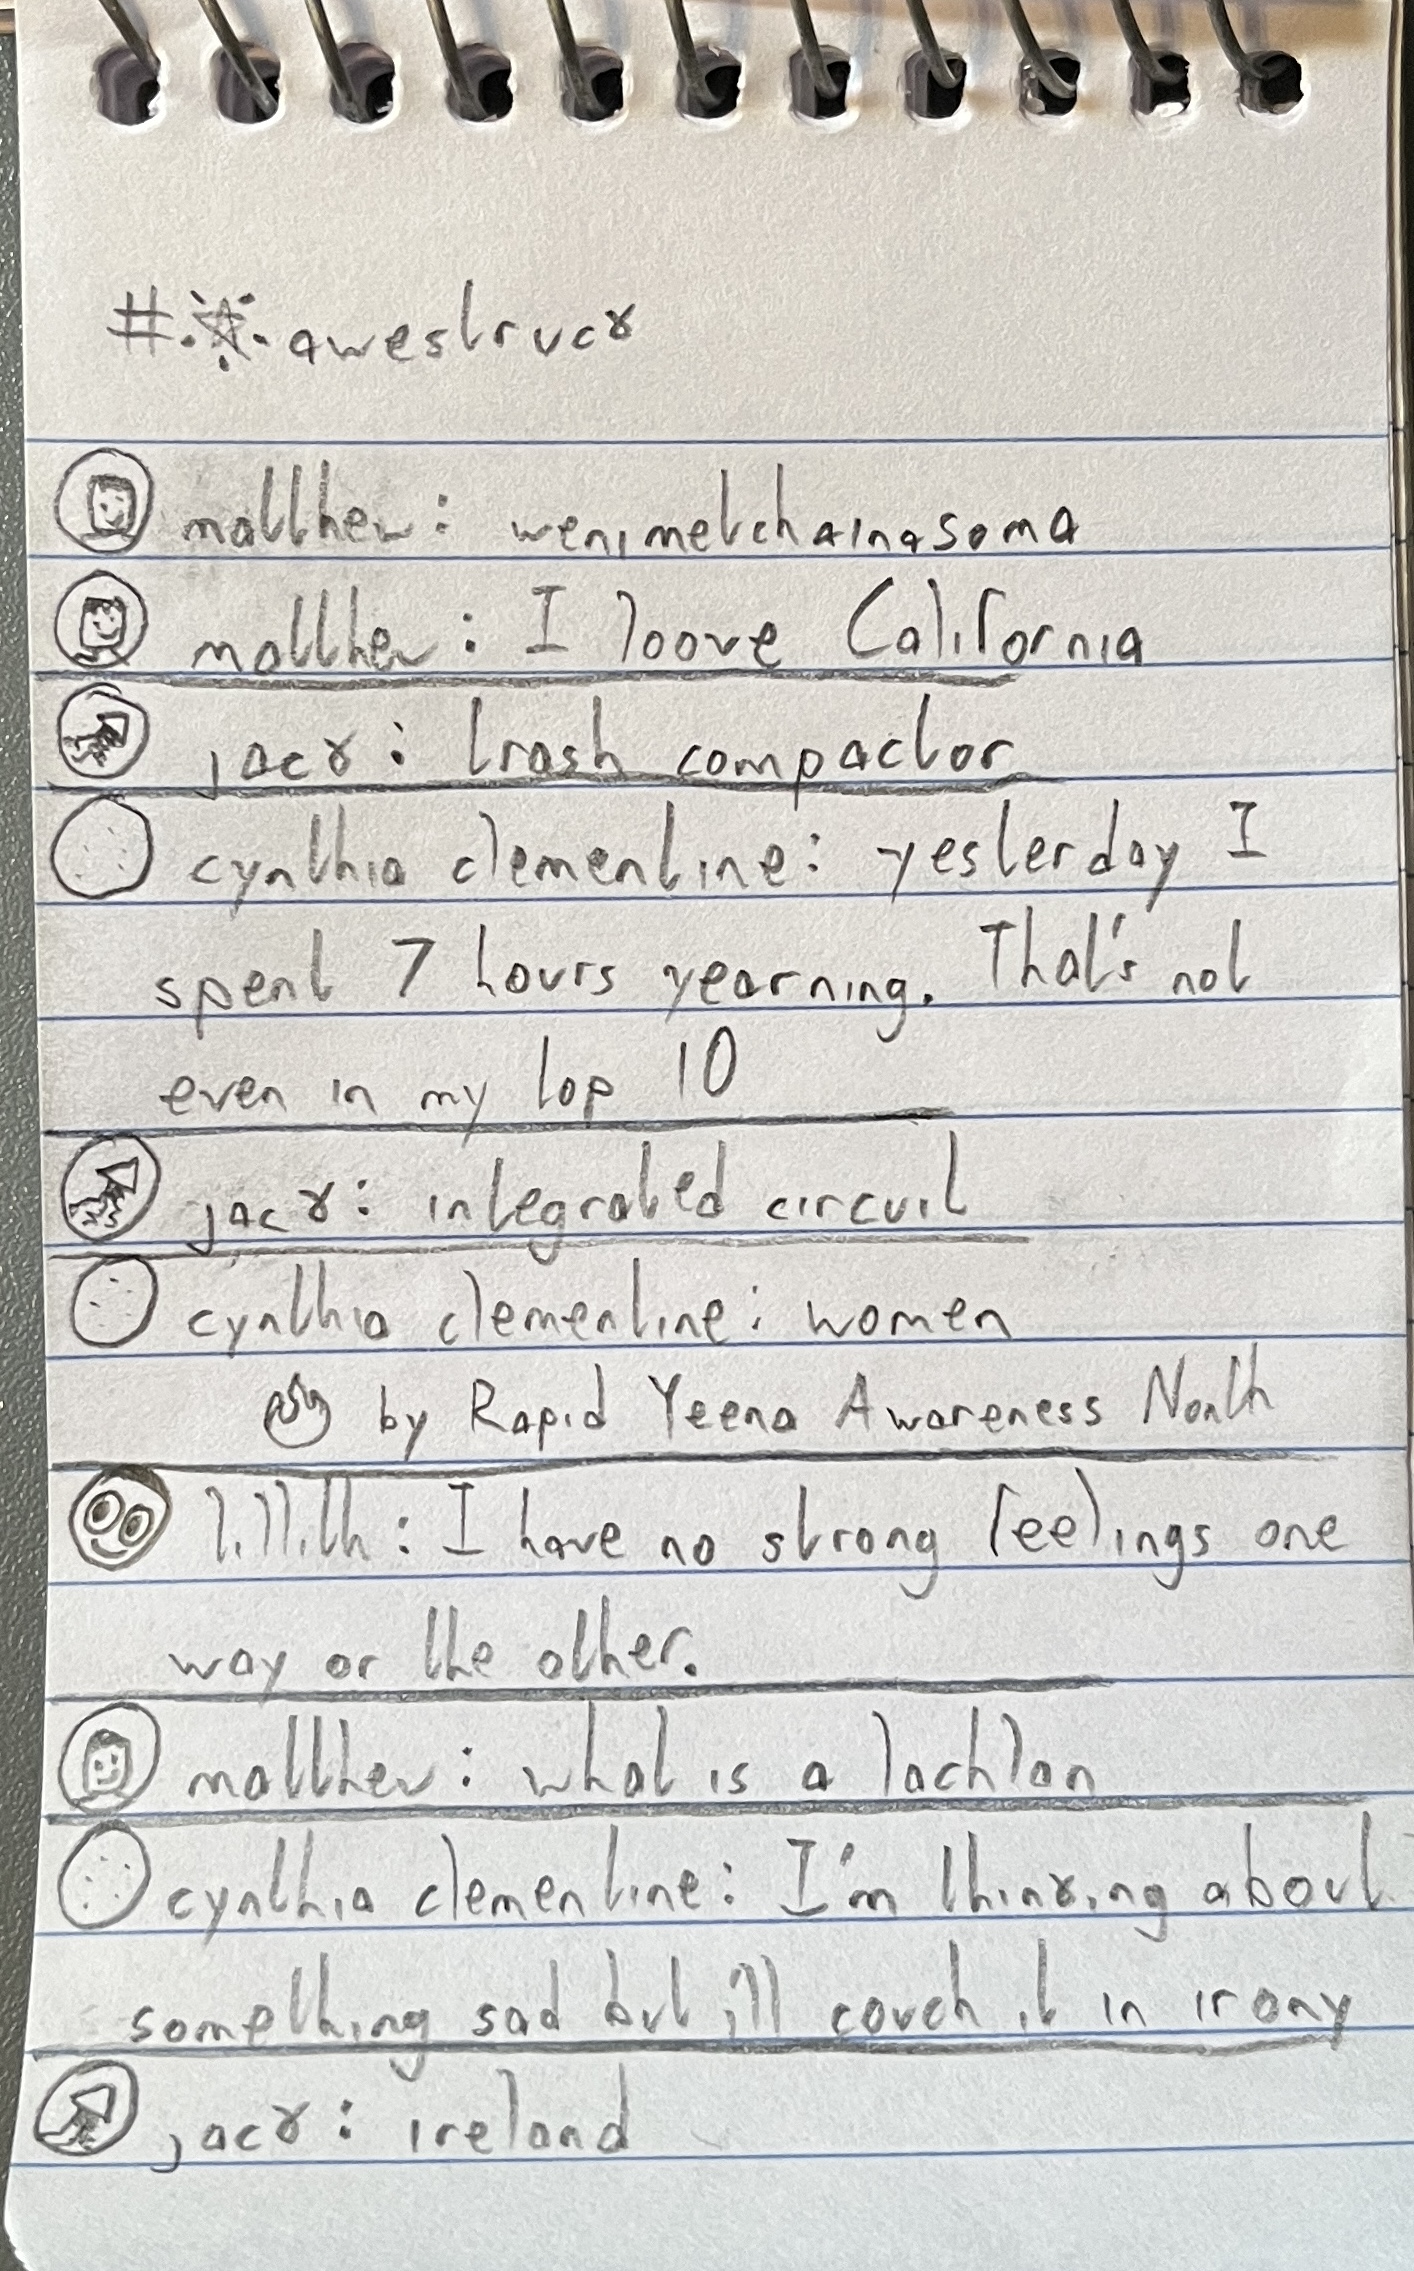 #·☆·awestruck
matthew: wenimetchainasoma
matthew: I loove California
jack: trash compactor
cynthia clementine: yesterday I
spent 7 hours yearning. That's not
even in my top 10
jack: integrated circuit
cynthia clementine: women
by Rapid Yeena Awareness Nonth
lillith: I have no strong feelings one
way or the other.
matthew: what is a lachlan
cynthia clementine: I'm thinking about
something sad but i'll couch it in irony
jack: ireland